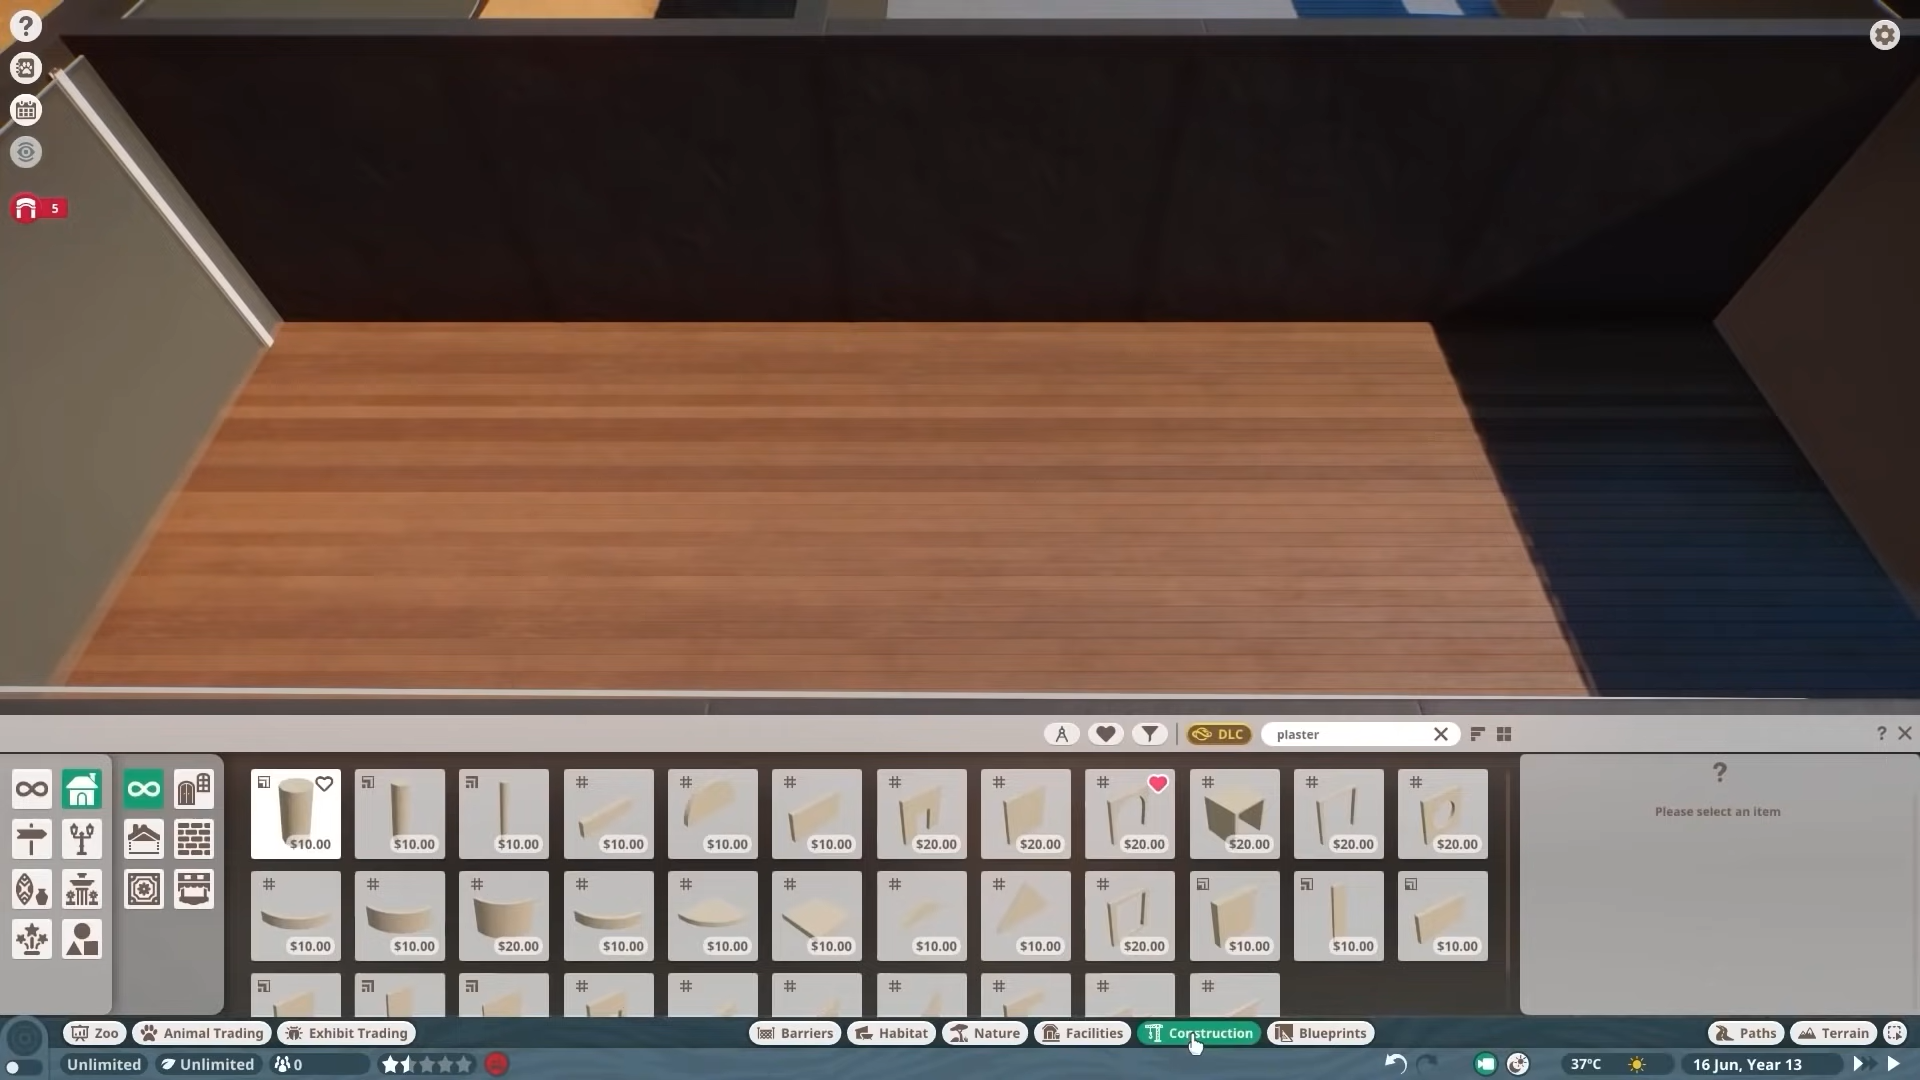 ?
5
DLC
plaster
?
$10.00 $10.00 $10.00 $10.00 $10.00 $10.00 $20.00 $20.00 $20.00 $20.00 $20.00 $20.00
?
Please select an item
$10.00 $10.00 $20.00 $10.00 $10.00 $10.00 $10.00 $10.00 $20.00 $10.00 $10.00 $10.00
Zoo Animal Trading Exhibit Trading Barriers Habitat Nature Facilities Construction Blueprints Paths Terrain
Unlimited Unlimited 0 37°C 16 Jun, Year 13